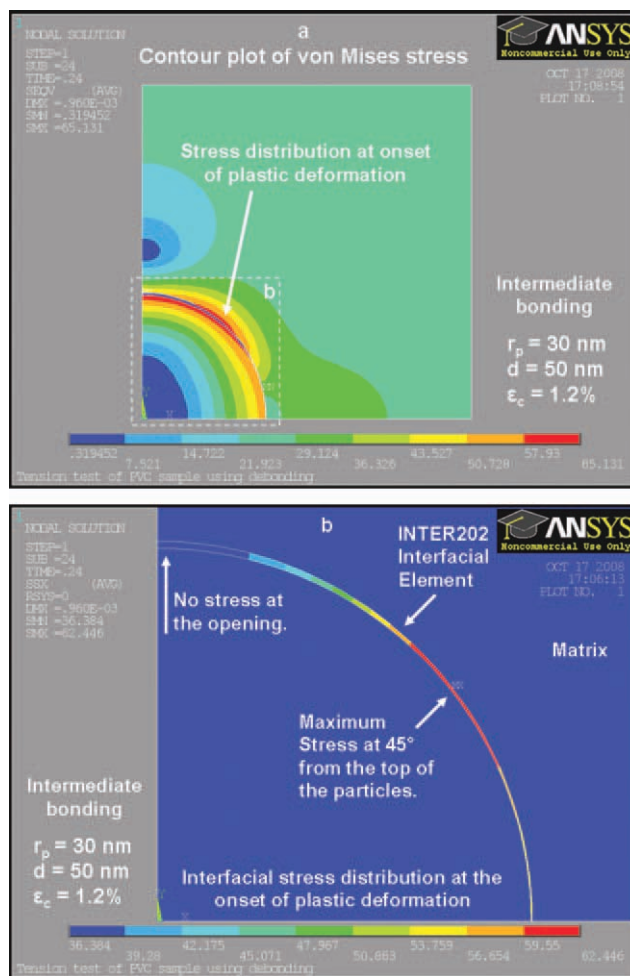 1
NODAL SOLUTION
STEP=1
SUB =24
TIME=.24
SEQV (AVG)
DMX =.960E-03
SMN =.319452
SMX =65.131
a
Contour plot of von Mises stress
ANSYS
Noncommercial Use Only
OCT 17 2008
17:08:54
PLOT NO. 1
Stress distribution at onset
of plastic deformation
b
MX
Y
X
Intermediate
bonding
rp = 30 nm
d = 50 nm
εc = 1.2%
.319452 14.722 29.124 43.527 57.93
7.521 21.923 36.326 50.728 65.131
Tension test of PVC sample using debonding
1
NODAL SOLUTION
STEP=1
SUB =24
TIME=.24
SSX (AVG)
RSYS=0
DMX =.960E-03
SMN =36.384
SMX =62.446
b
INTER202
Interfacial
Element
ANSYS
Noncommercial Use Only
OCT 17 2008
17:06:13
PLOT NO. 1
No stress at
the opening.
Matrix
MX
Maximum
Stress at 45°
from the top of
the particles.
Intermediate
bonding
rp = 30 nm
d = 50 nm
εc = 1.2%
Interfacial stress distribution at the
onset of plastic deformation
Y
X
36.384 42.175 47.967 53.759 59.55
39.28 45.071 50.863 56.654 62.446
Tension test of PVC sample using debonding